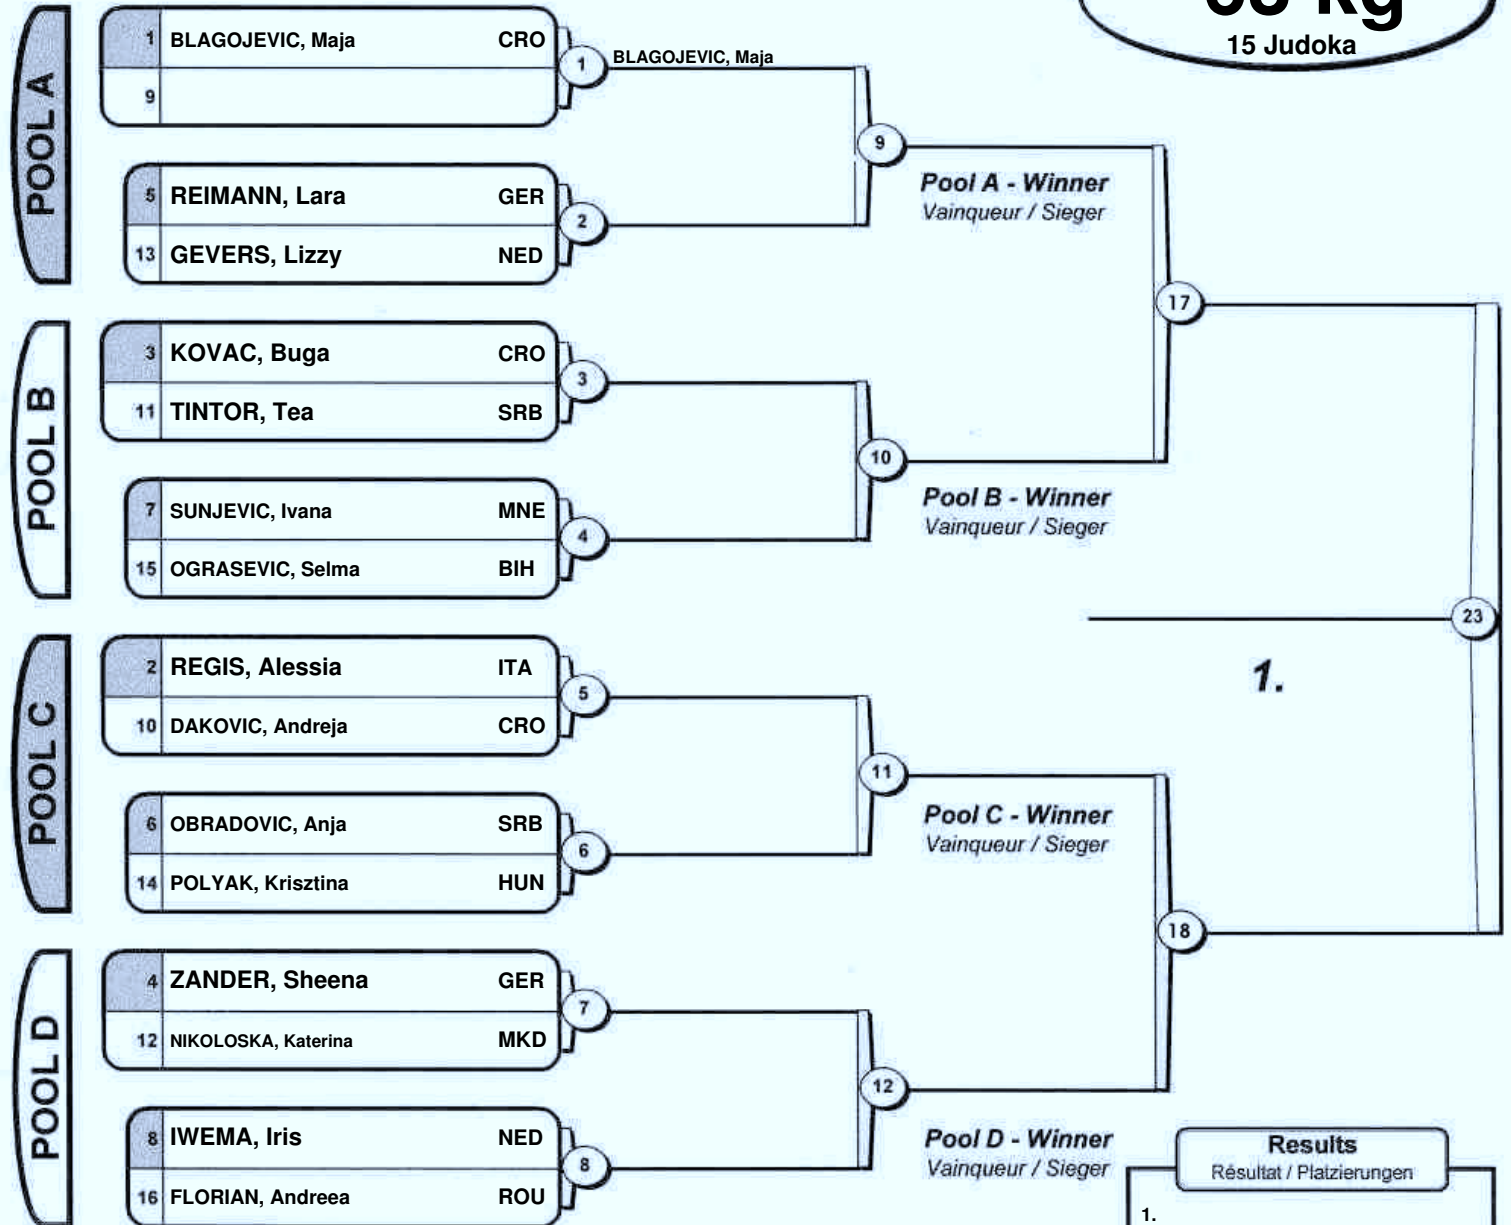 kg
15 Judoka
POOL A
1 BLAGOJEVIC, Maja CRO
9
1 BLAGOJEVIC, Maja
5 REIMANN, Lara GER
13 GEVERS, Lizzy NED
2
9
Pool A - Winner
Vainqueur / Sieger
17
POOL B
3 KOVAC, Buga CRO
11 TINTOR, Tea SRB
3
7 SUNJEVIC, Ivana MNE
15 OGRASEVIC, Selma BIH
4
10
Pool B - Winner
Vainqueur / Sieger
23
1.
POOL C
2 REGIS, Alessia ITA
10 DAKOVIC, Andreja CRO
5
6 OBRADOVIC, Anja SRB
14 POLYAK, Krisztina HUN
6
11
Pool C - Winner
Vainqueur / Sieger
18
POOL D
4 ZANDER, Sheena GER
12 NIKOLOSKA, Katerina MKD
7
8 IWEMA, Iris NED
16 FLORIAN, Andreea ROU
8
12
Pool D - Winner
Vainqueur / Sieger
Results
Résultat / Platzierungen
1.